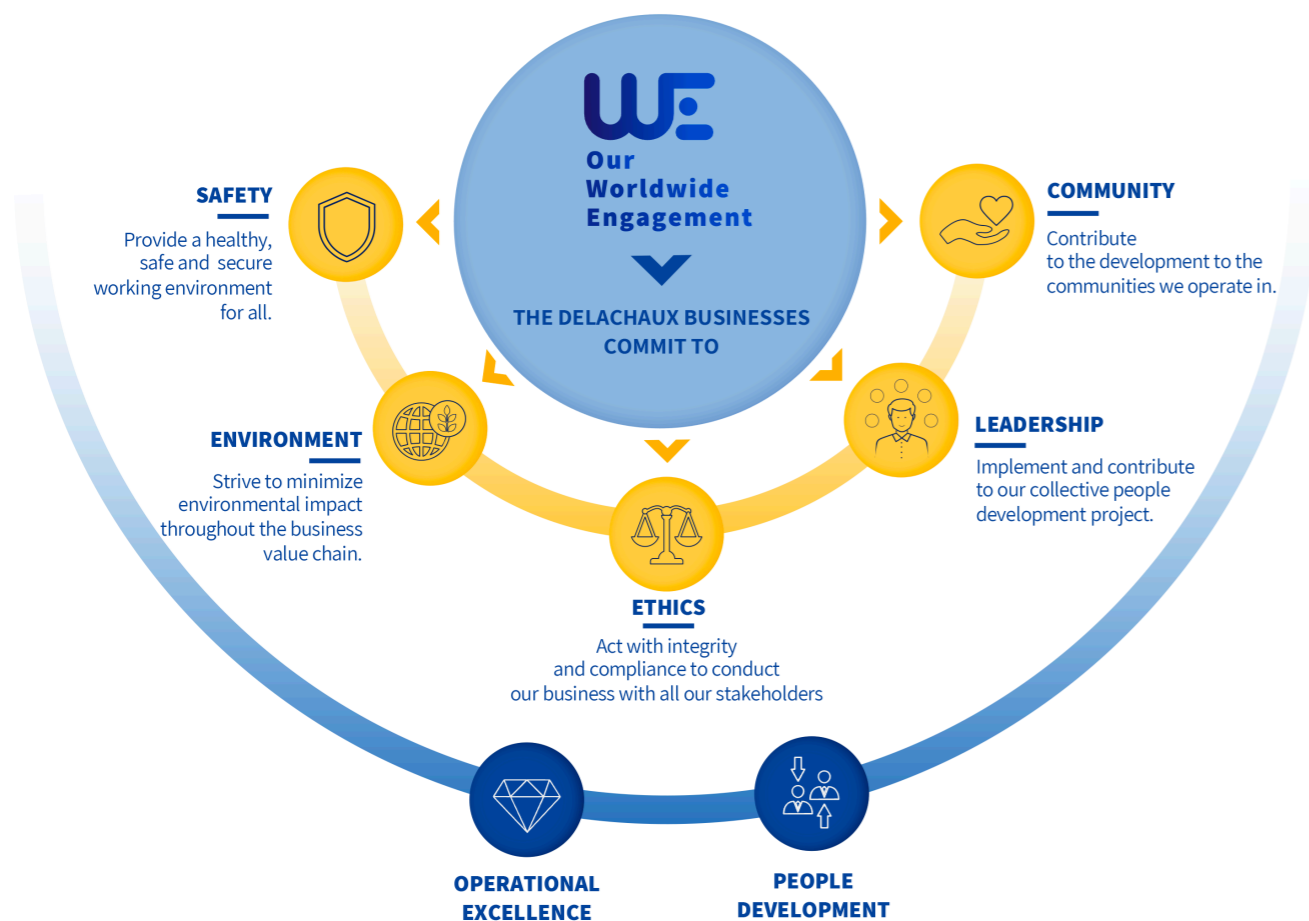 WE
Our
Worldwide
Engagement
THE DELACHAUX BUSINESSES
COMMIT TO
SAFETY
Provide a healthy,
safe and secure
working environment
for all.
ENVIRONMENT
Strive to minimize
environmental impact
throughout the business
value chain.
ETHICS
Act with integrity
and compliance to conduct
our business with all our stakeholders
LEADERSHIP
Implement and contribute
to our collective people
development project.
COMMUNITY
Contribute
to the development to the
communities we operate in.
OPERATIONAL
EXCELLENCE
PEOPLE
DEVELOPMENT